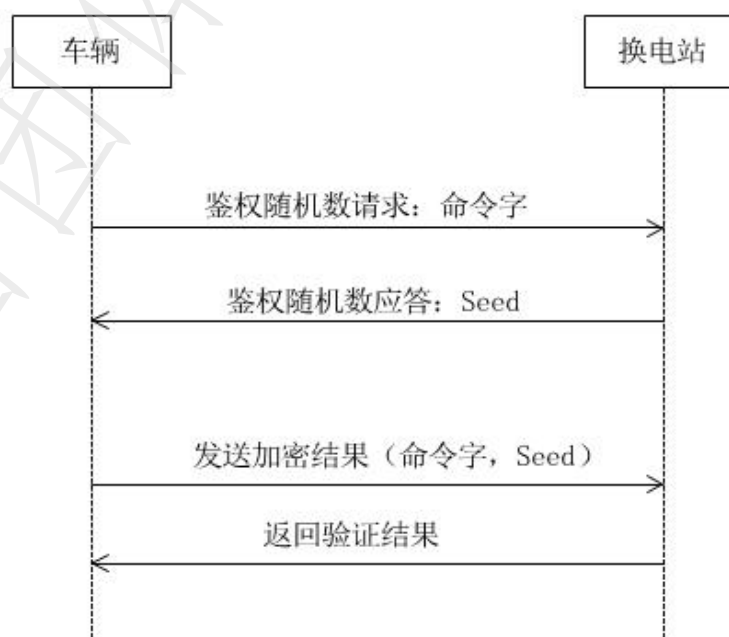 车辆
换电站
鉴权随机数请求：命令字
鉴权随机数应答：Seed
发送加密结果（命令字，Seed）
返回验证结果